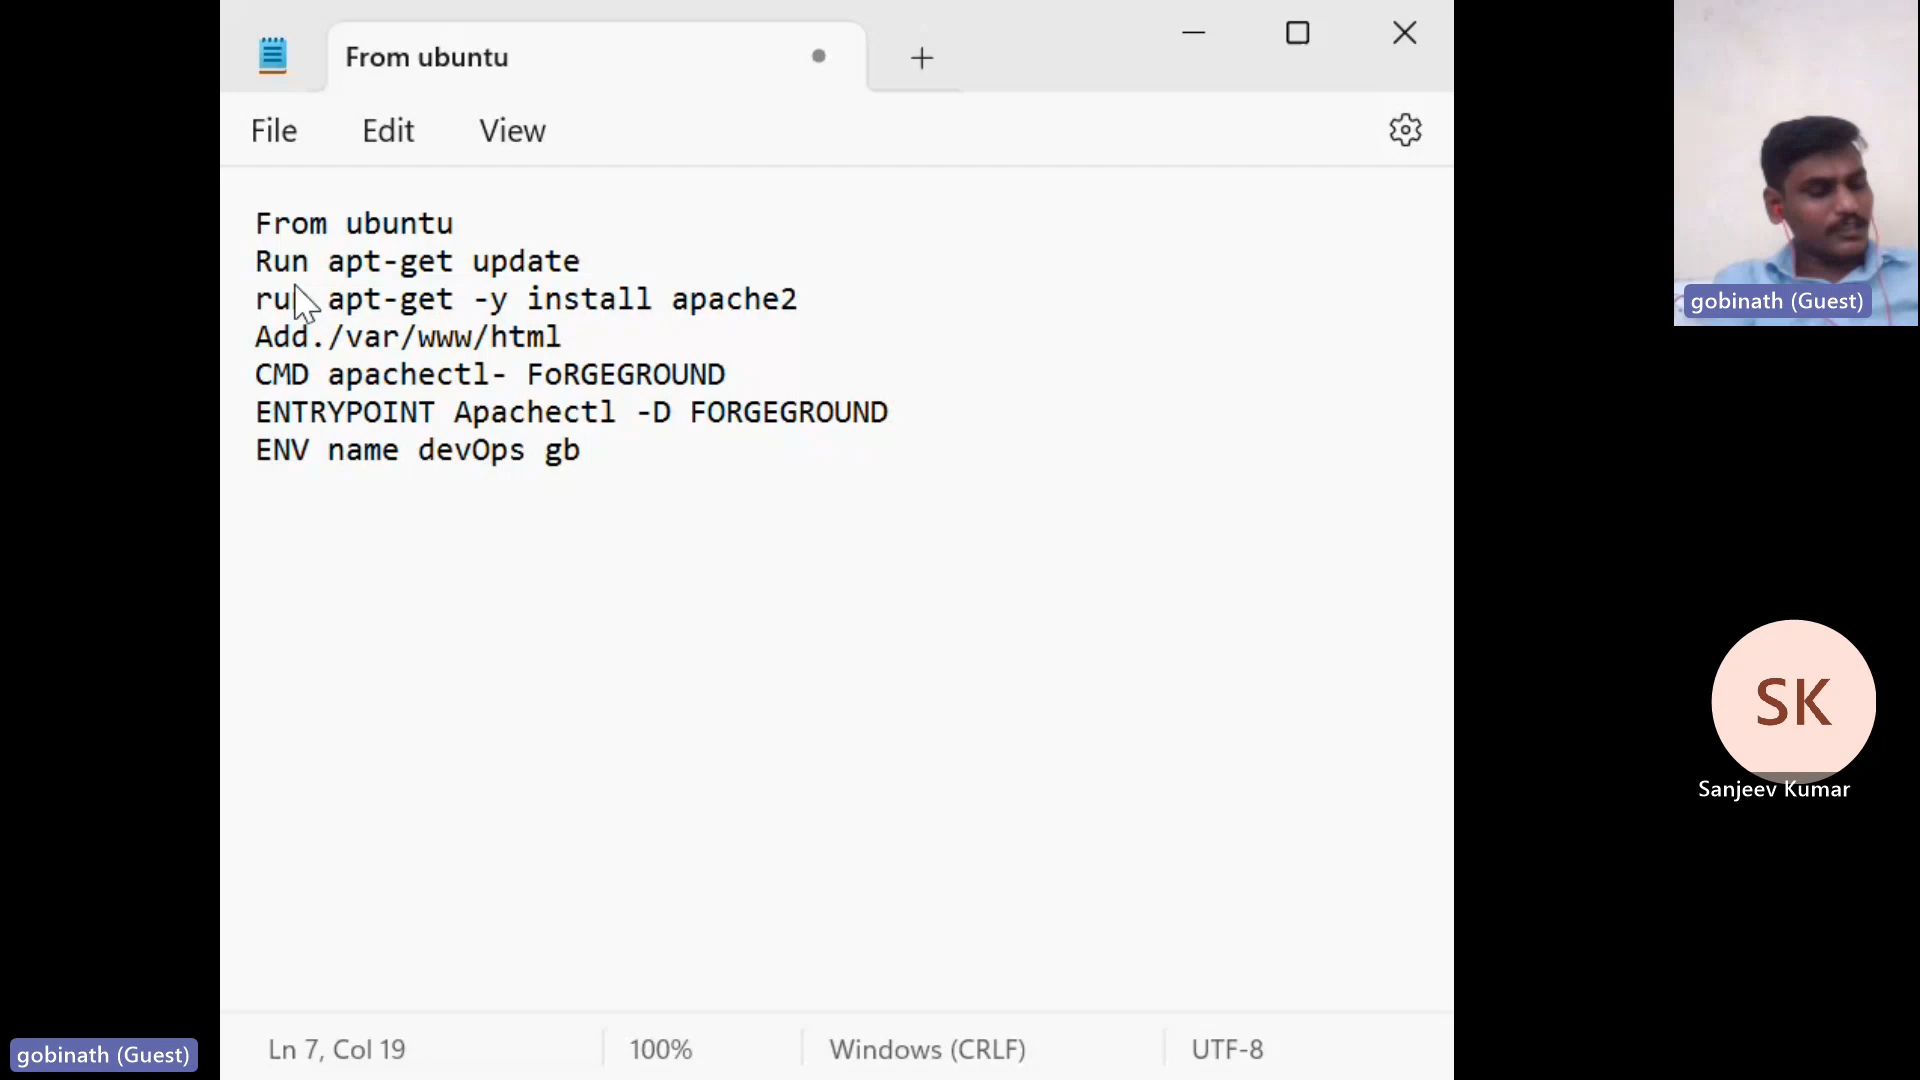 From ubuntu
File Edit View
From ubuntu
Run apt-get update
ru apt-get -y install apache2
Add./var/www/html
CMD apachectl- FoRGEGROUND
ENTRYPOINT Apachectl -D FORGEGROUND
ENV name devOps gb
Ln 7, Col 19 100% Windows (CRLF) UTF-8
gobinath (Guest)
SK
Sanjeev Kumar
gobinath (Guest)